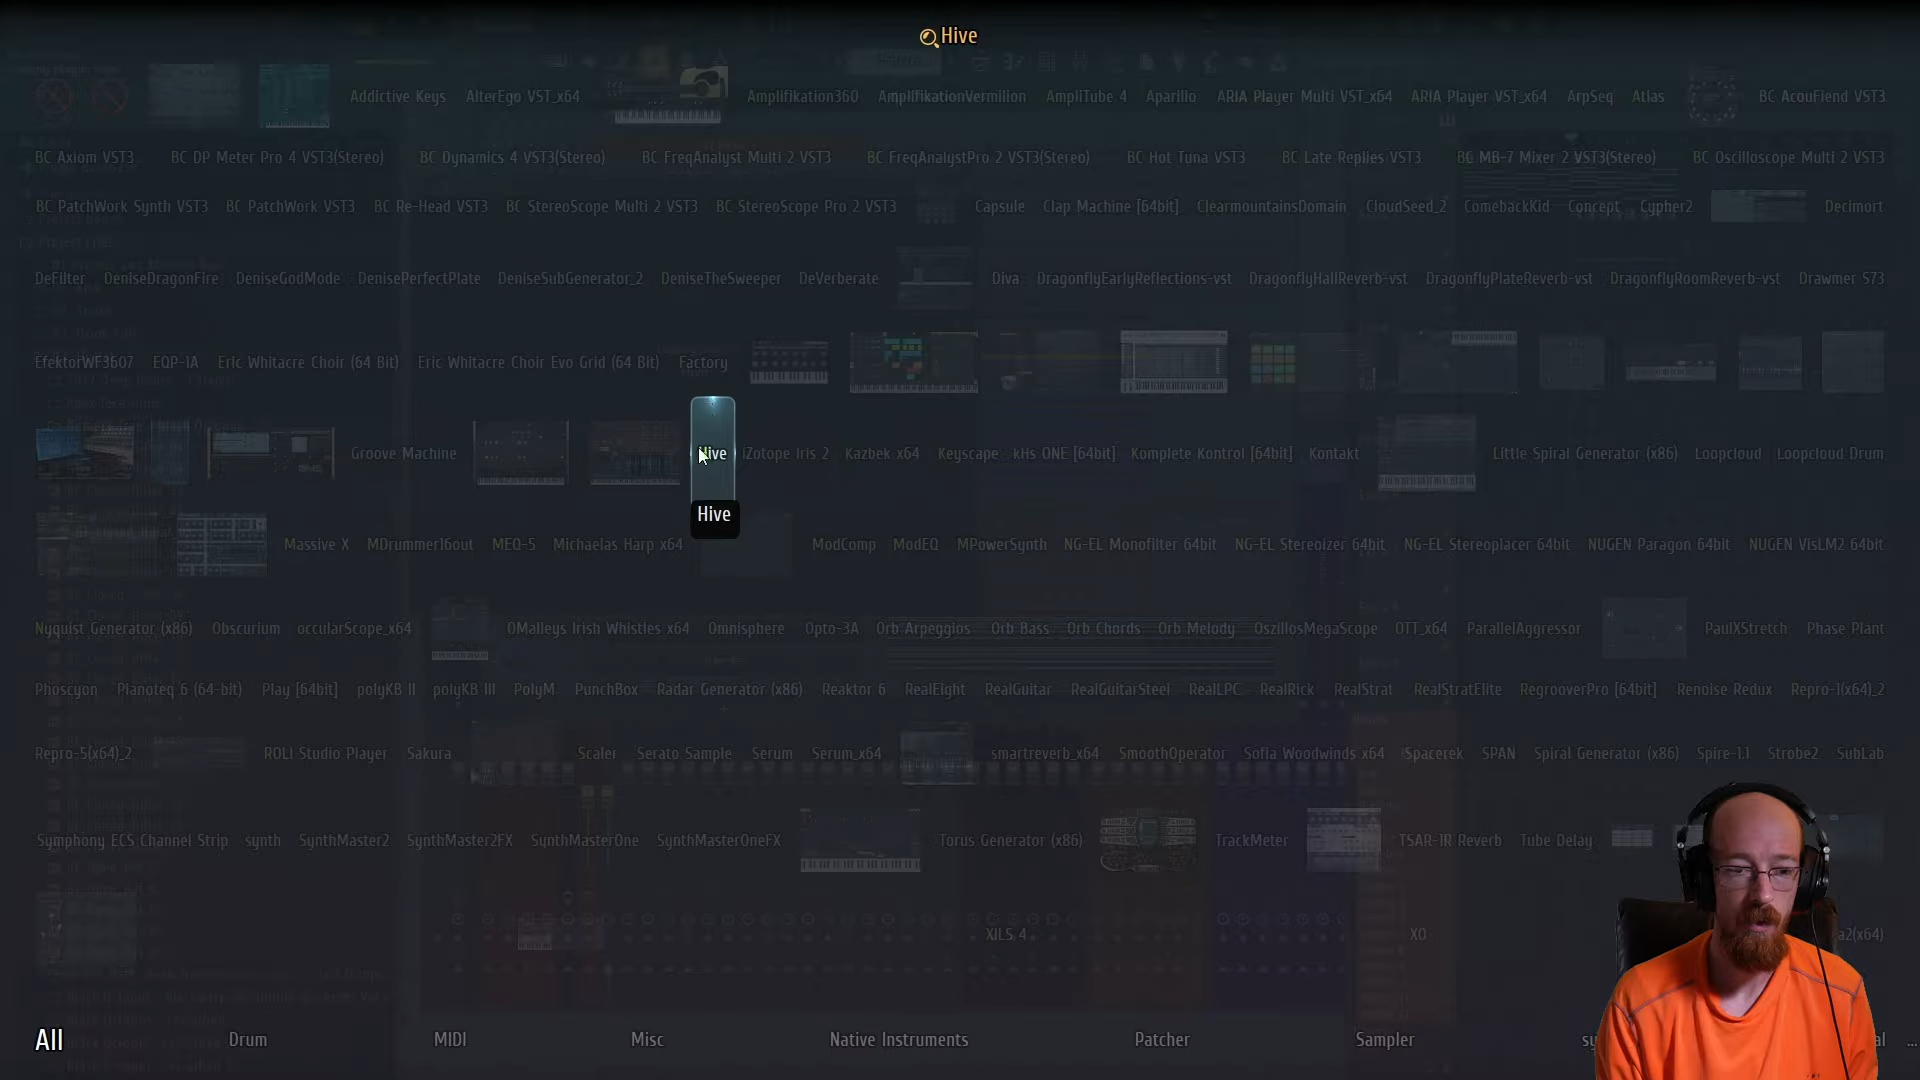 Hive
Addictive Keys AlterEgo VST_x64 Amplifikation360 AmplifikationVermilion AmpliTube 4 Aparillo ARIA Player Multi VST_x64 ARIA Player VST_x64 ArpSeq Atlas BC AcouFiend VST3
BC Axiom VST3 BC DP Meter Pro 4 VST3(Stereo) BC Dynamics 4 VST3(Stereo) BC FreqAnalyst Multi 2 VST3 BC FreqAnalystPro 2 VST3(Stereo) BC Hot Tuna VST3 BC Late Replies VST3 BC MB-7 Mixer 2 VST3(Stereo) BC Oscilloscope Multi 2 VST3
BC PatchWork Synth VST3 BC PatchWork VST3 BC Re-Head VST3 BC StereoScope Multi 2 VST3 BC StereoScope Pro 2 VST3 Capsule Clap Machine [64bit] ClearmountainsDomain CloudSeed_2 ComebackKid Concept Cypher2 Decimort
DeFilter DeniseDragonFire DeniseGodMode DenisePerfectPlate DeniseSubGenerator_2 DeniseTheSweeper DeVerberate Diva DragonflyEarlyReflections-vst DragonflyHallReverb-vst DragonflyPlateReverb-vst DragonflyRoomReverb-vst Drawmer S73
EfektorWF3607 EQP-1A Eric Whitacre Choir (64 Bit) Eric Whitacre Choir Evo Grid (64 Bit) Factory
Groove Machine Hive iZotope Iris 2 Kazbek x64 Keyscape kHs ONE [64bit] Komplete Kontrol [64bit] Kontakt Little Spiral Generator (x86) Loopcloud Loopcloud Drum
Hive
Massive X MDrummer16out MEQ-5 Michaelas Harp x64 ModComp ModEQ MPowerSynth NG-EL Monofilter 64bit NG-EL Stereoizer 64bit NG-EL Stereoplacer 64bit NUGEN Paragon 64bit NUGEN VisLM2 64bit
Nyquist Generator (x86) Obscurium occularScope_x64 OMalleys Irish Whistles x64 Omnisphere Opto-3A Orb Arpeggios Orb Bass Orb Chords Orb Melody OszillosMegaScope OTT_x64 ParallelAggressor PaulXStretch Phase Plant
Phoscyon Pianoteq 6 (64-bit) Play [64bit] polyKB II polyKB III PolyM PunchBox Radar Generator (x86) Reaktor 6 RealEight RealGuitar RealGuitarSteel RealLPC RealRick RealStrat RealStratElite RegrooverPro [64bit] Renoise Redux Repro-1(x64)_2
Repro-5(x64)_2 ROLI Studio Player Sakura Scaler Serato Sample Serum Serum_x64 smartreverb_x64 SmoothOperator Sofia Woodwinds x64 Spacerek SPAN Spiral Generator (x86) Spire-1.1 Strobe2 SubLab
Symphony ECS Channel Strip synth SynthMaster2 SynthMaster2FX SynthMasterOne SynthMasterOneFX Torus Generator (x86) TrackMeter TSAR-1R Reverb Tube Delay
XILS 4 XO a2(x64)
All Drum MIDI Misc Native Instruments Patcher Sampler